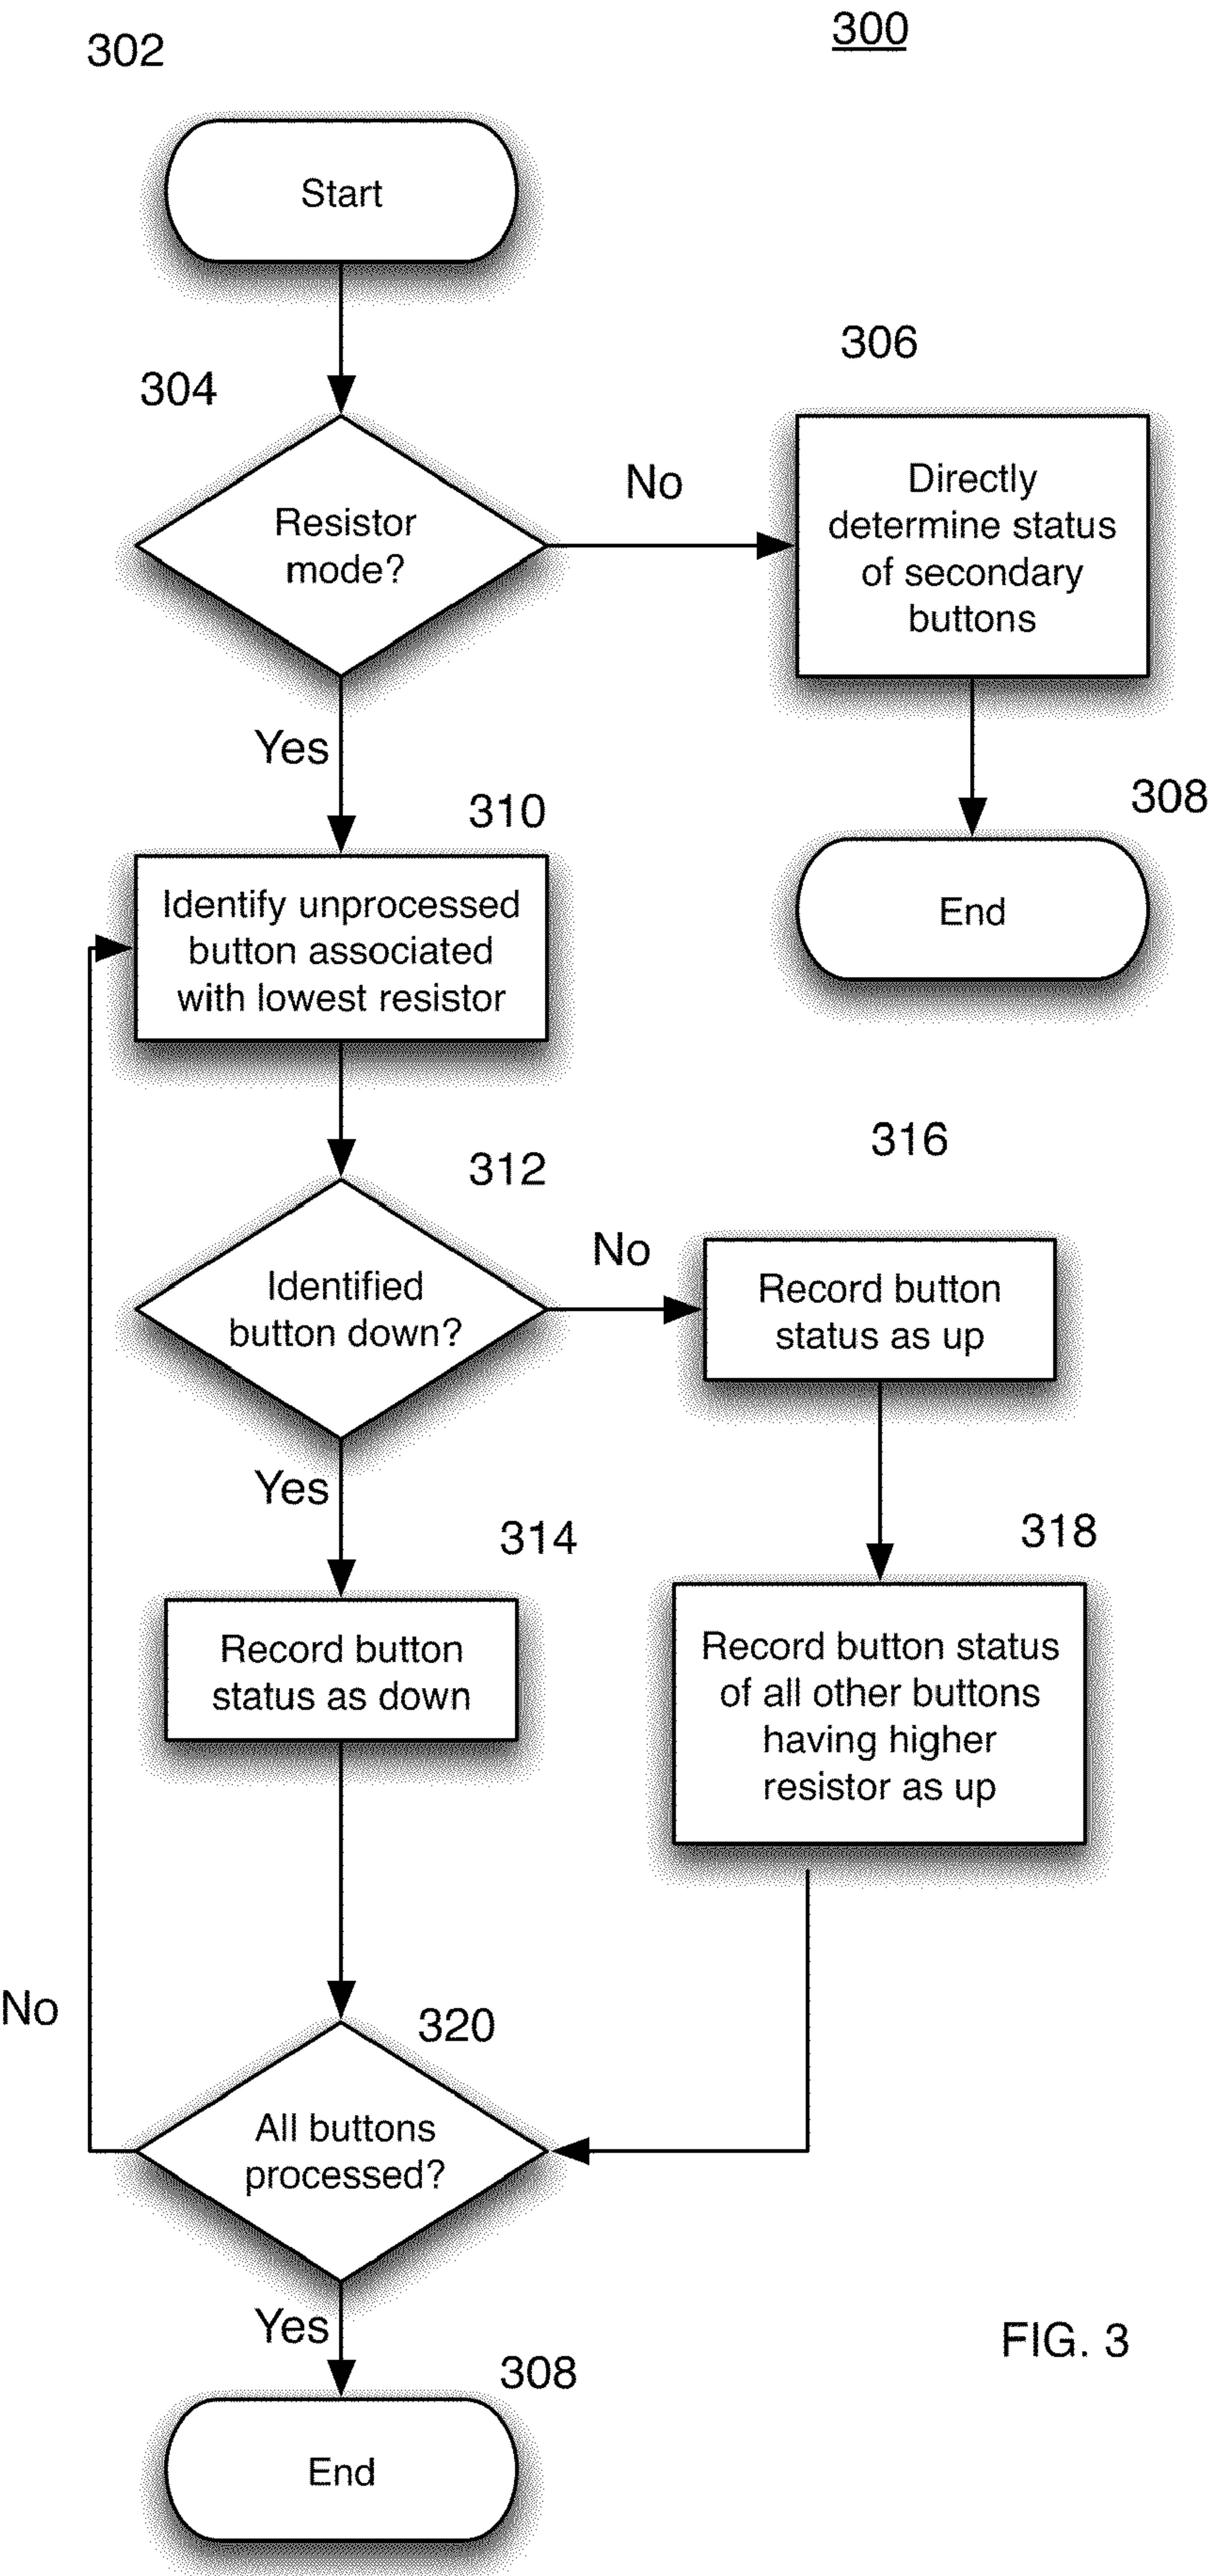 300
302
Start
304
306
Resistor
mode?
No
Directly
determine status
of secondary
buttons
Yes
308
End
310
Identify unprocessed
button associated
with lowest resistor
312
316
Identified
button down?
No
Record button
status as up
Yes
314
318
Record button
status as down
Record button status
of all other buttons
having higher
resistor as up
No
320
All buttons
processed?
Yes
308
End
FIG. 3